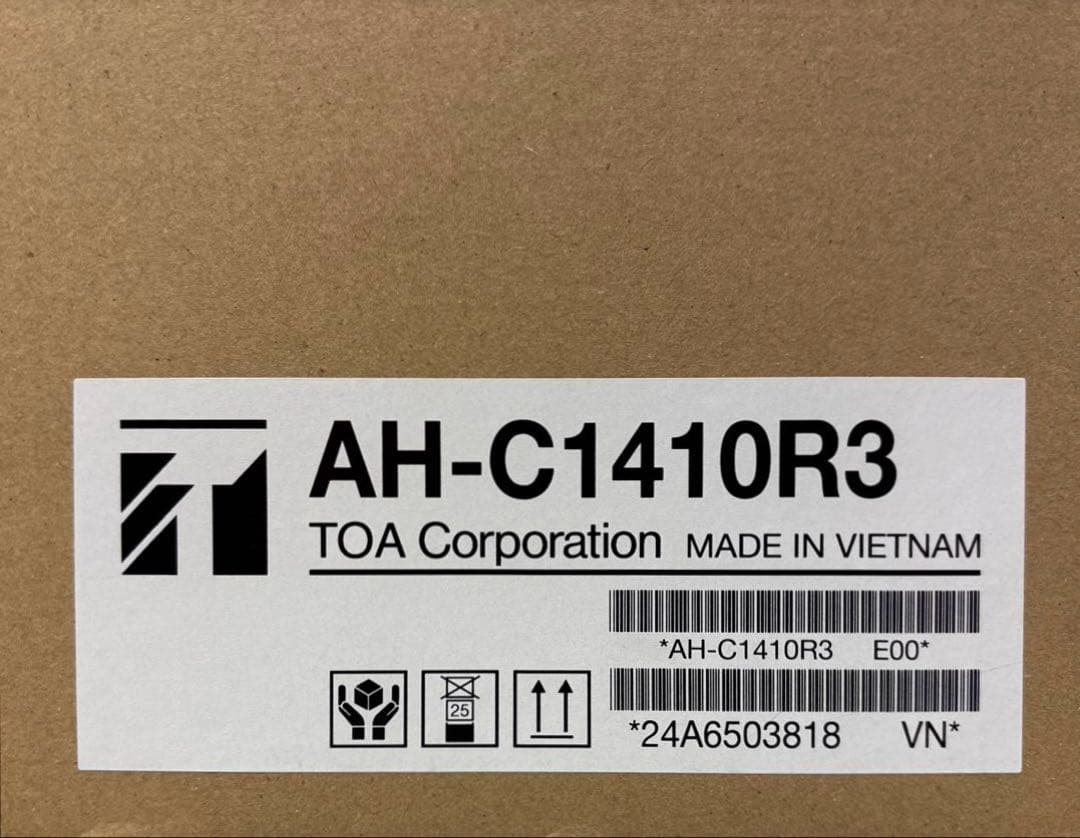 AH-C1410R3
TOA Corporation MADE IN VIETNAM
*AH-C1410R3 E00*
25
*24A6503818 VN*